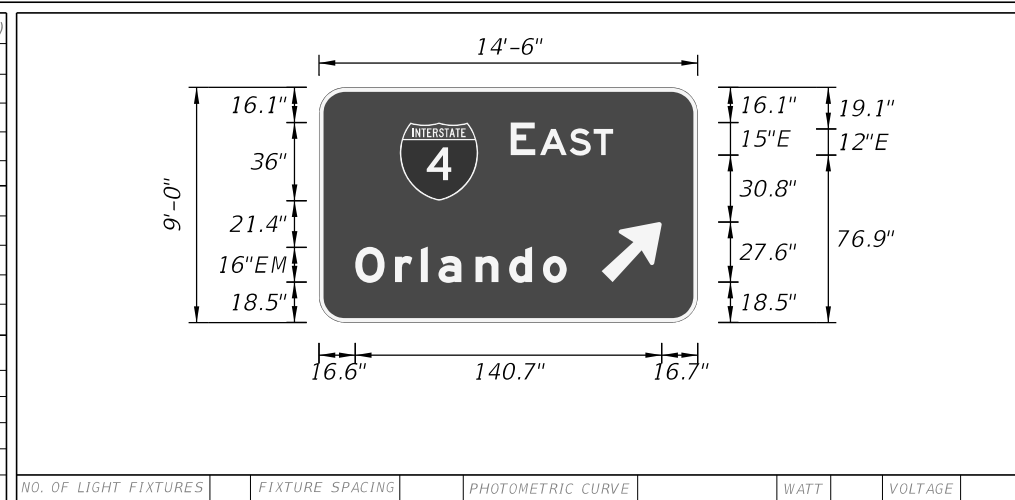 )
14'-6"
16.1"
36"
21.4"
16"EM
18.5"
9'-0"
INTERSTATE
4
EAST
Orlando
16.1"
15"E
30.8"
27.6"
18.5"
19.1"
12"E
76.9"
16.6" 140.7" 16.7"
NO. OF LIGHT FIXTURES FIXTURE SPACING PHOTOMETRIC CURVE WATT VOLTAGE